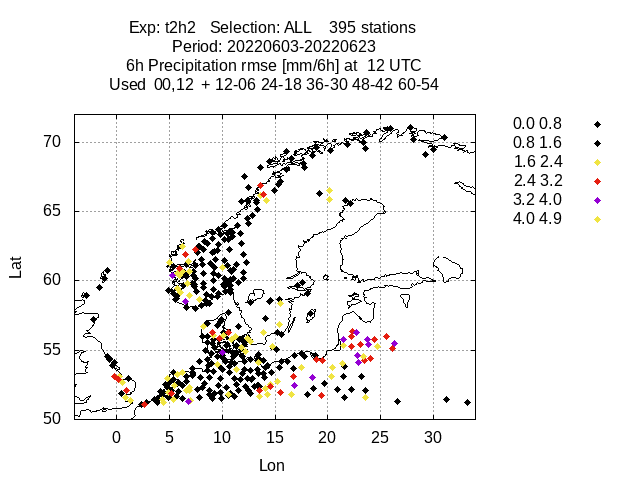 Exp: t2h2   Selection: ALL    395 stations
Period: 20220603-20220623
6h Precipitation rmse [mm/6h] at  12 UTC
Used  00,12  + 12-06 24-18 36-30 48-42 60-54
0.0 0.8
0.8 1.6
1.6 2.4
2.4 3.2
3.2 4.0
4.0 4.9
70
65
60
55
50
Lat
0 5 10 15 20 25 30
Lon